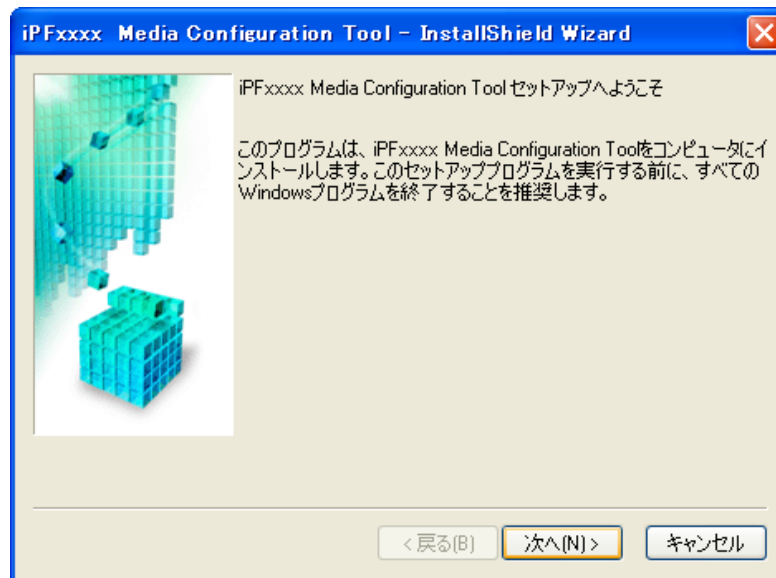 iPFxxxx Media Configuration Tool - InstallShield Wizard
iPFxxxx Media Configuration Tool セットアップへようこそ
このプログラムは、iPFxxxx Media Configuration Toolをコンピュータにイ
ンストールします。このセットアッププログラムを実行する前に、すべての
Windowsプログラムを終了することを推奨します。
< 戻る(B)
次へ(N) >
キャンセル